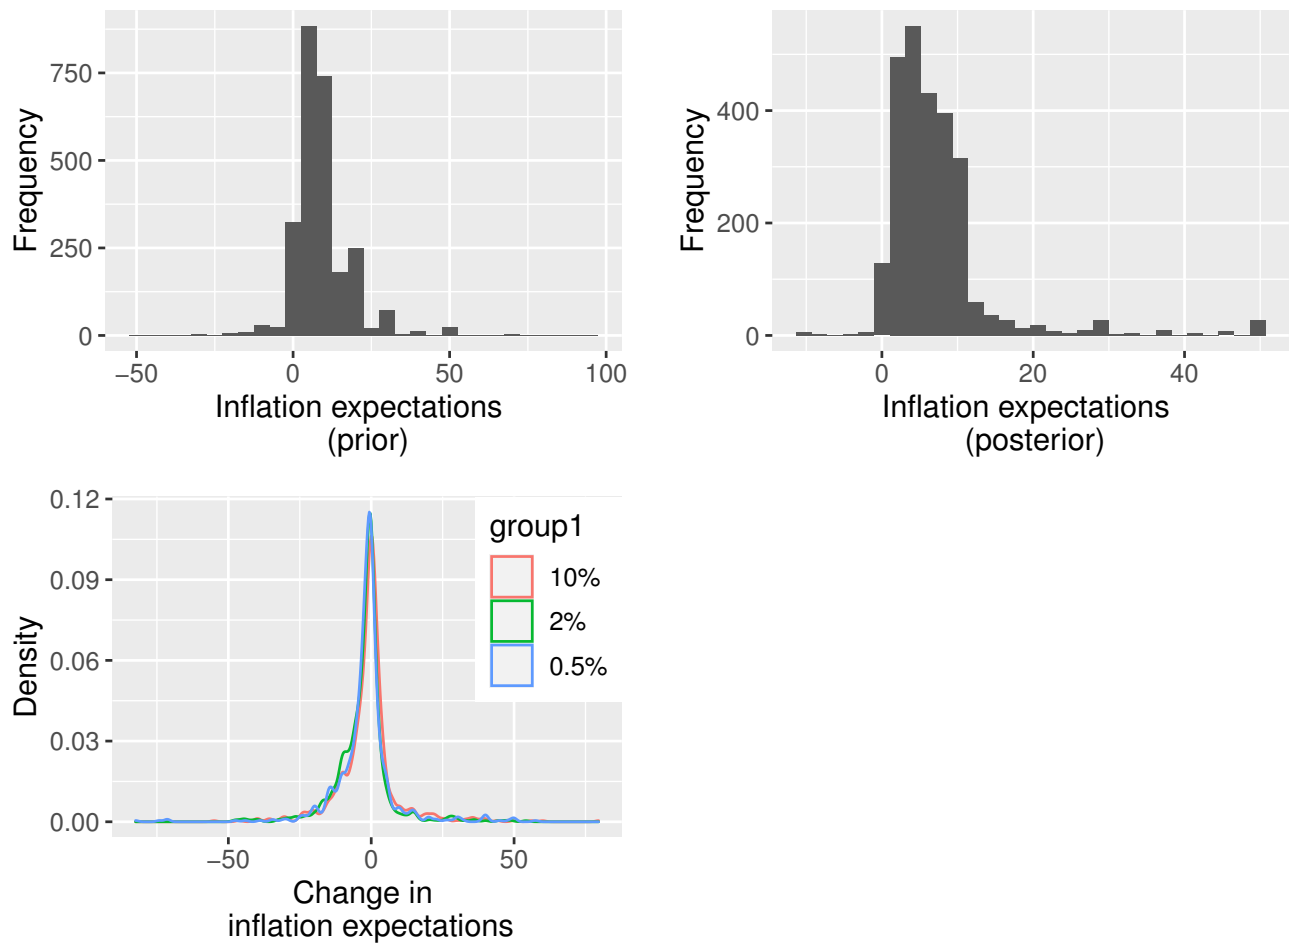 Frequency
750
500
250
0
−50
0
50
100
Inflation expectations
(prior)
Frequency
400
200
0
0
20
40
Inflation expectations
(posterior)
Density
0.12
0.09
0.06
0.03
0.00
−50
0
50
Change in
inflation expectations
group1
10%
2%
0.5%